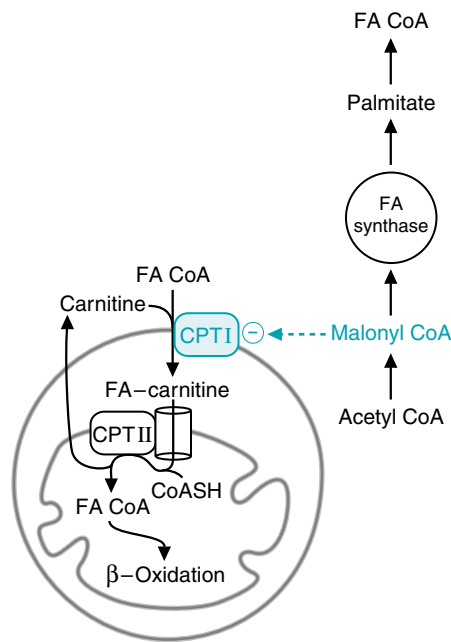 FA CoA
Palmitate
FA
synthase
FA CoA
Carnitine
CPTI
−
Malonyl CoA
FA–carnitine
Acetyl CoA
CPTII
CoASH
FA CoA
β–Oxidation